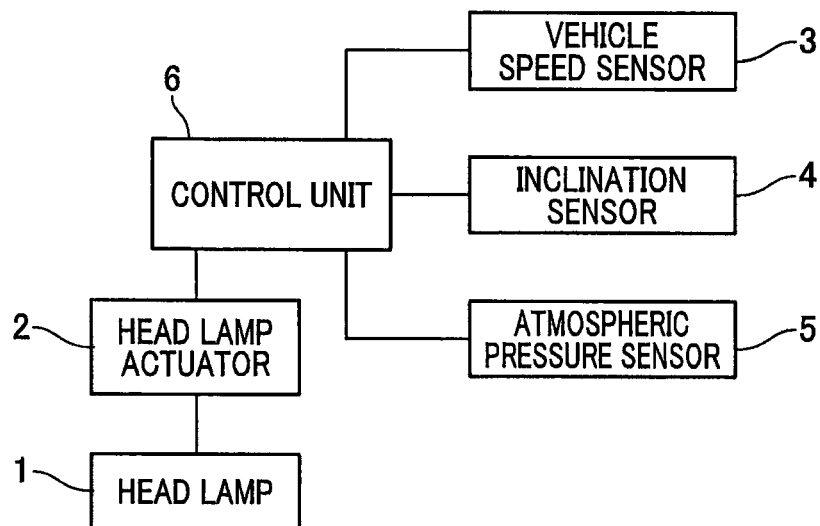 VEHICLE
SPEED SENSOR
3
6
CONTROL UNIT
INCLINATION
SENSOR
4
2
HEAD LAMP
ACTUATOR
ATMOSPHERIC
PRESSURE SENSOR
5
1
HEAD LAMP